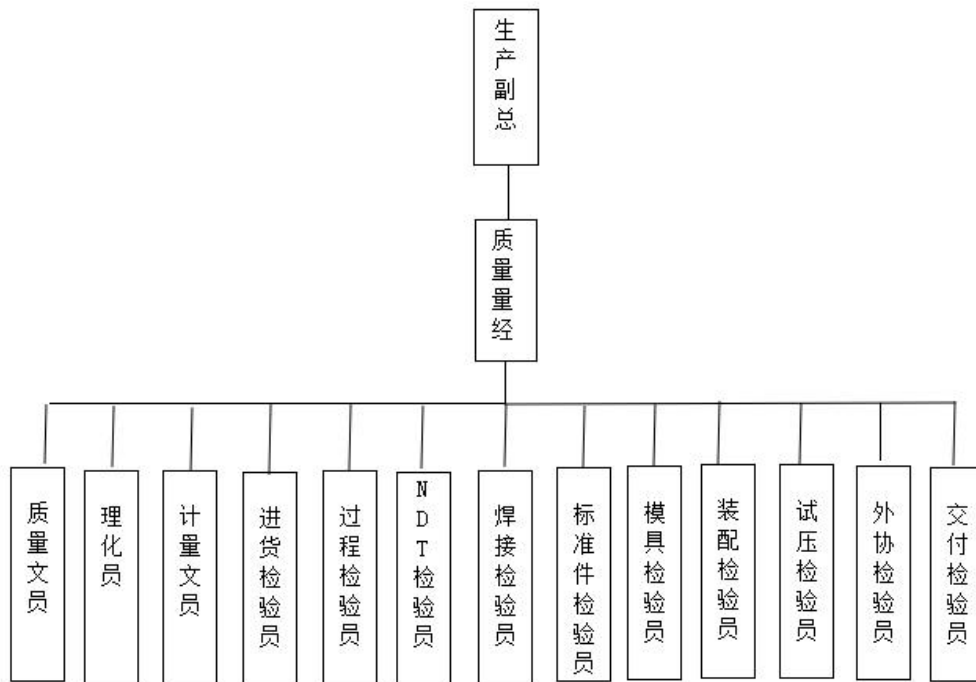 生产副总
质量量经
质量文员
理化员
计量文员
进货检验员
过程检验员
NDT检验员
焊接检验员
标准件检验员
模具检验员
装配检验员
试压检验员
外协检验员
交付检验员